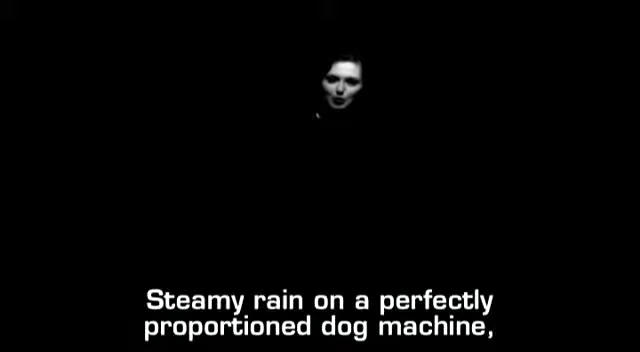 Steamy rain on a perfectly
proportioned dog machine,